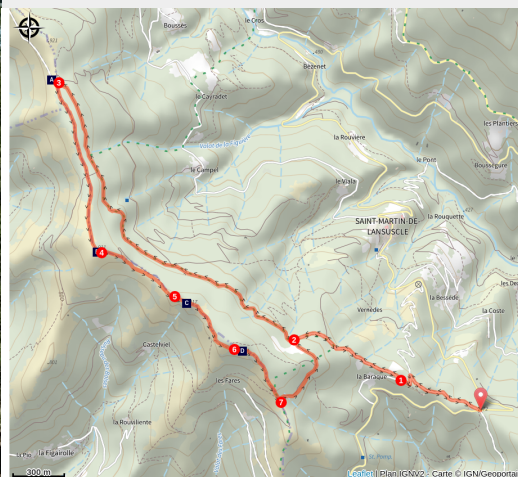 le Cros
Bousses
Bezenet
A
3
le Cayradet
les Plantiers
la Rouvière
le Pont
Boussegure
le Campel
le Viala
SAINT-MARTIN-DE-
LANSUSCLE
la Rouquette
4
la Bessède
5
C
la Coste
Vernèdes
2
Castelviel
6
D
la Baraque
1
les Fares
7
la Rouviliente
la Figairolle
300 m
Leaflet | Plan IGNV2 - Carte © IGN/Geoportail